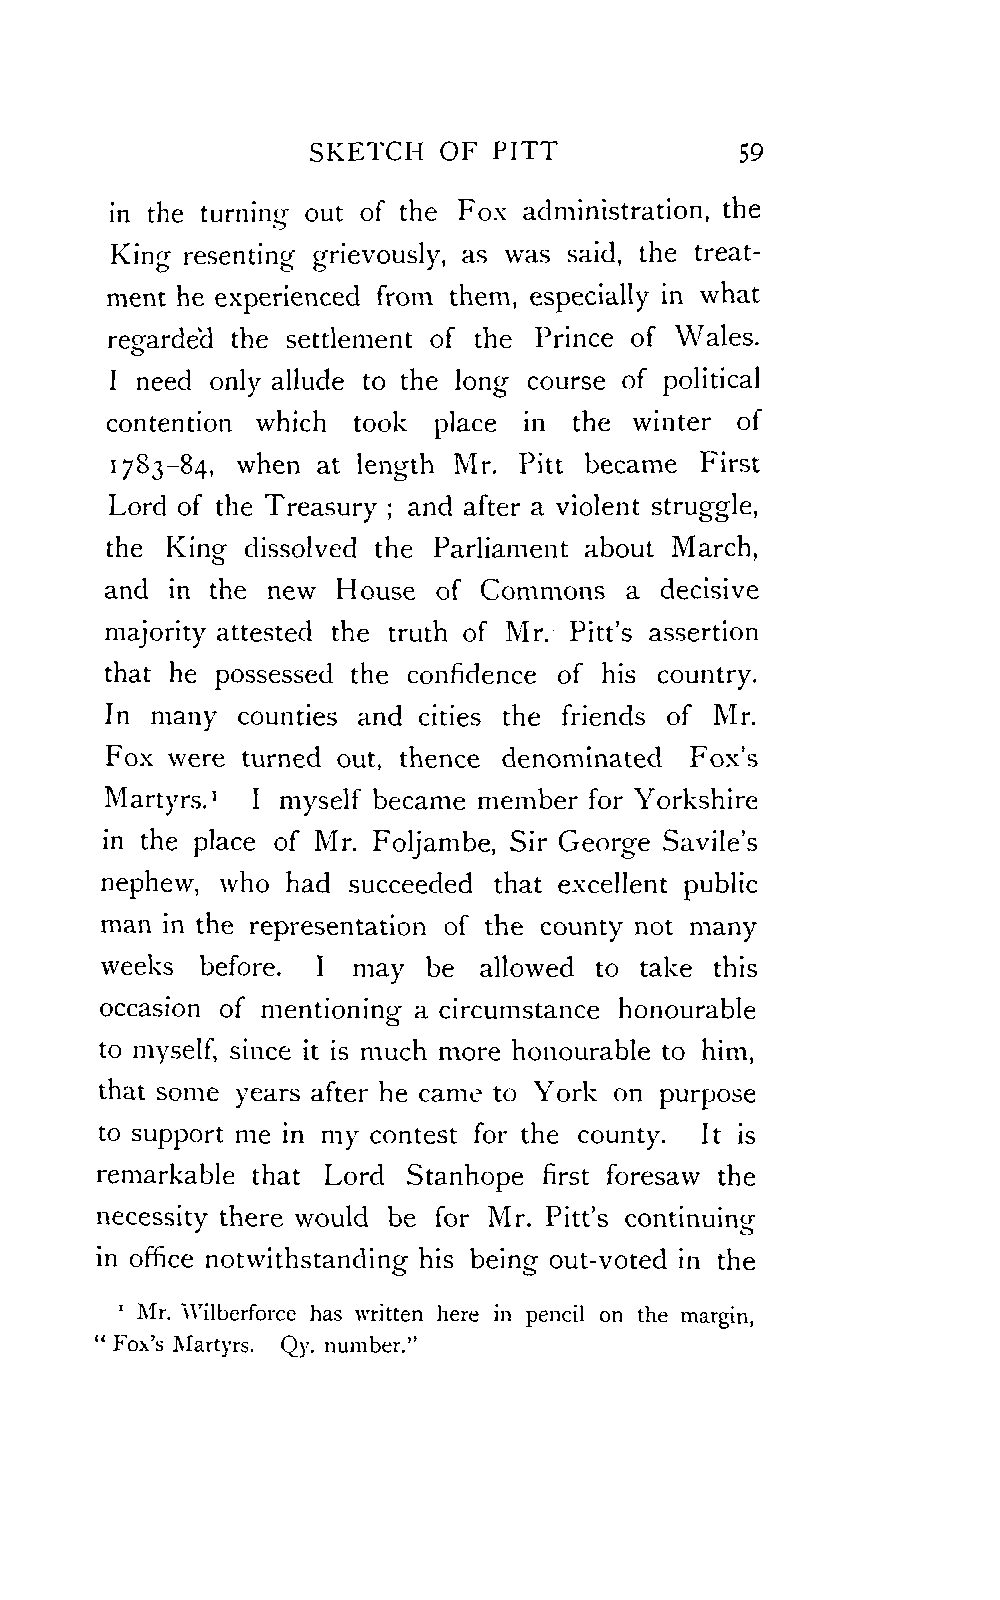 SKETCH OF PITT 59
in the turning out of the Fox administration, the
King resenting grievously, as was said, the treat-
ment he experienced from them, especially in what
regarded the settlement of the Prince of Wales.
I need only allude to the long course of political
contention which took place in the winter of
1783–84, when at length Mr. Pitt became First
Lord of the Treasury ; and after a violent struggle,
the King dissolved the Parliament about March,
and in the new House of Commons a decisive
majority attested the truth of Mr. Pitt's assertion
that he possessed the confidence of his country.
In many counties and cities the friends of Mr.
Fox were turned out, thence denominated Fox's
Martyrs.¹ I myself became member for Yorkshire
in the place of Mr. Foljambe, Sir George Savile's
nephew, who had succeeded that excellent public
man in the representation of the county not many
weeks before. I may be allowed to take this
occasion of mentioning a circumstance honourable
to myself, since it is much more honourable to him,
that some years after he came to York on purpose
to support me in my contest for the county. It is
remarkable that Lord Stanhope first foresaw the
necessity there would be for Mr. Pitt's continuing
in office notwithstanding his being out-voted in the
¹ Mr. Wilberforce has written here in pencil on the margin,
“ Fox's Martyrs. Qy. number.”